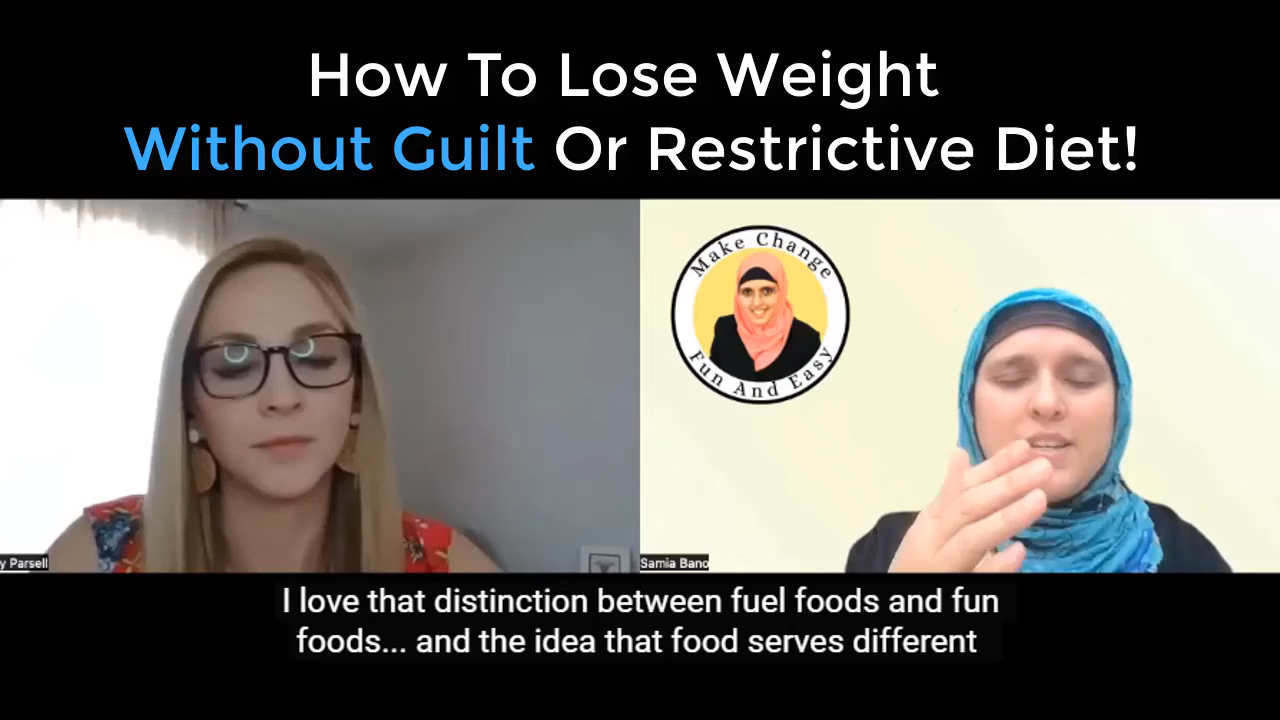 How To Lose Weight
Without Guilt Or Restrictive Diet!
Make Change
Fun And Easy
y Parsell
Samia Bano
I love that distinction between fuel foods and fun
foods... and the idea that food serves different